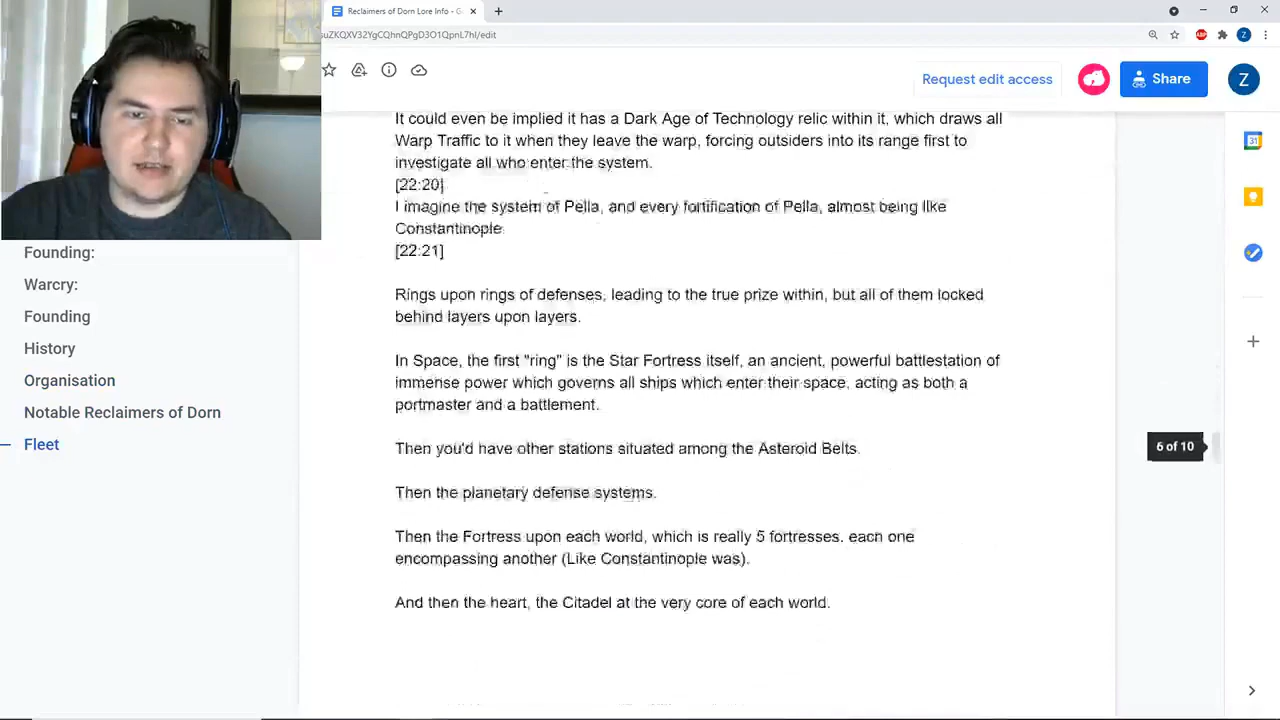 Reclaimers of Dorn Lore Info - G
suZKQXV32YgCQhnQPgD3O1QpnL7hI/edit
ABP
Z
Request edit access
Share
Z
31
It could even be implied it has a Dark Age of Technology relic within it, which draws all
Warp Traffic to it when they leave the warp, forcing outsiders into its range first to
investigate all who enter the system.
[22:20]
I imagine the system of Pella, and every fortification of Pella, almost being like
Constantinople
[22:21]
Rings upon rings of defenses, leading to the true prize within, but all of them locked
behind layers upon layers.
In Space, the first "ring" is the Star Fortress itself, an ancient, powerful battlestation of
immense power which governs all ships which enter their space, acting as both a
portmaster and a battlement.
Then you'd have other stations situated among the Asteroid Belts.
Then the planetary defense systems.
Then the Fortress upon each world, which is really 5 fortresses. each one
encompassing another (Like Constantinople was).
And then the heart, the Citadel at the very core of each world.
Founding:
Warcry:
Founding
History
Organisation
Notable Reclaimers of Dorn
Fleet
6 of 10